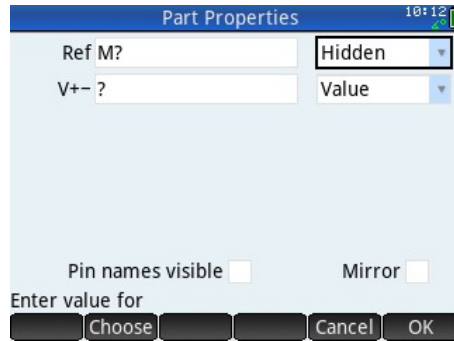 Part Properties 10:12
Ref M? Hidden
V+− ? Value
Pin names visible Mirror
Enter value for
Choose Cancel OK